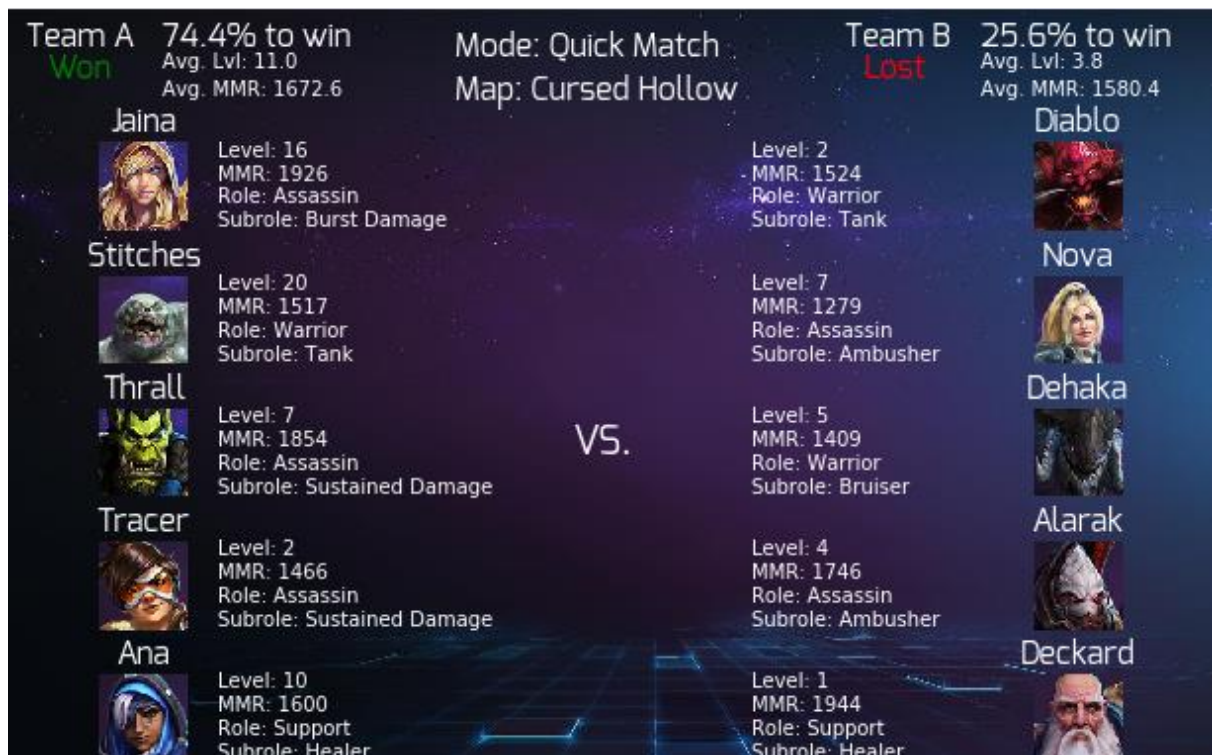 Team A 74.4% to win
Won Avg. Lvl: 11.0
Avg. MMR: 1672.6
Mode: Quick Match
Map: Cursed Hollow
Team B 25.6% to win
Lost Avg. Lvl: 3.8
Avg. MMR: 1580.4
Jaina
Level: 16
MMR: 1926
Role: Assassin
Subrole: Burst Damage
Stitches
Level: 20
MMR: 1517
Role: Warrior
Subrole: Tank
Thrall
Level: 7
MMR: 1854
Role: Assassin
Subrole: Sustained Damage
Tracer
Level: 2
MMR: 1466
Role: Assassin
Subrole: Sustained Damage
Ana
Level: 10
MMR: 1600
Role: Support
Subrole: Healer
VS.
Diablo
Level: 2
MMR: 1524
Role: Warrior
Subrole: Tank
Nova
Level: 7
MMR: 1279
Role: Assassin
Subrole: Ambusher
Dehaka
Level: 5
MMR: 1409
Role: Warrior
Subrole: Bruiser
Alarak
Level: 4
MMR: 1746
Role: Assassin
Subrole: Ambusher
Deckard
Level: 1
MMR: 1944
Role: Support
Subrole: Healer